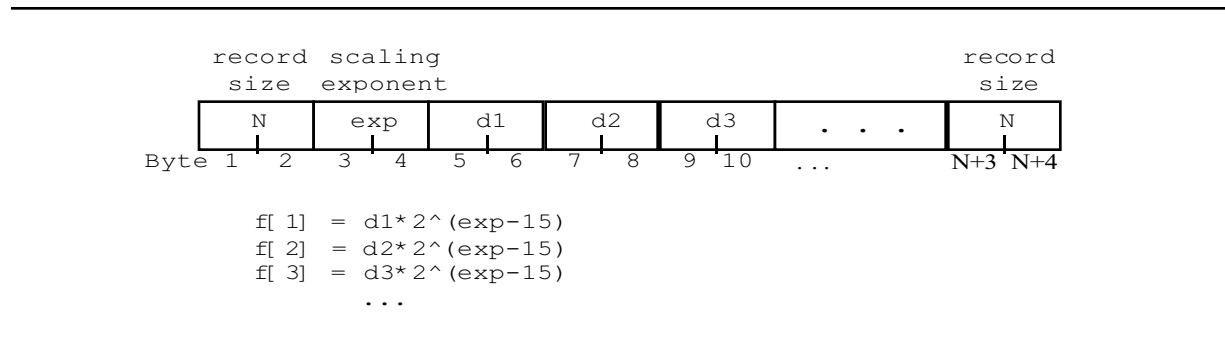 record scaling record
size exponent size
N exp d1 d2 d3 . . . N
Byte 1 2 3 4 5 6 7 8 9 10 ... N+3 N+4
f[ 1] = d1*2^(exp-15)
f[ 2] = d2*2^(exp-15)
f[ 3] = d3*2^(exp-15)
...